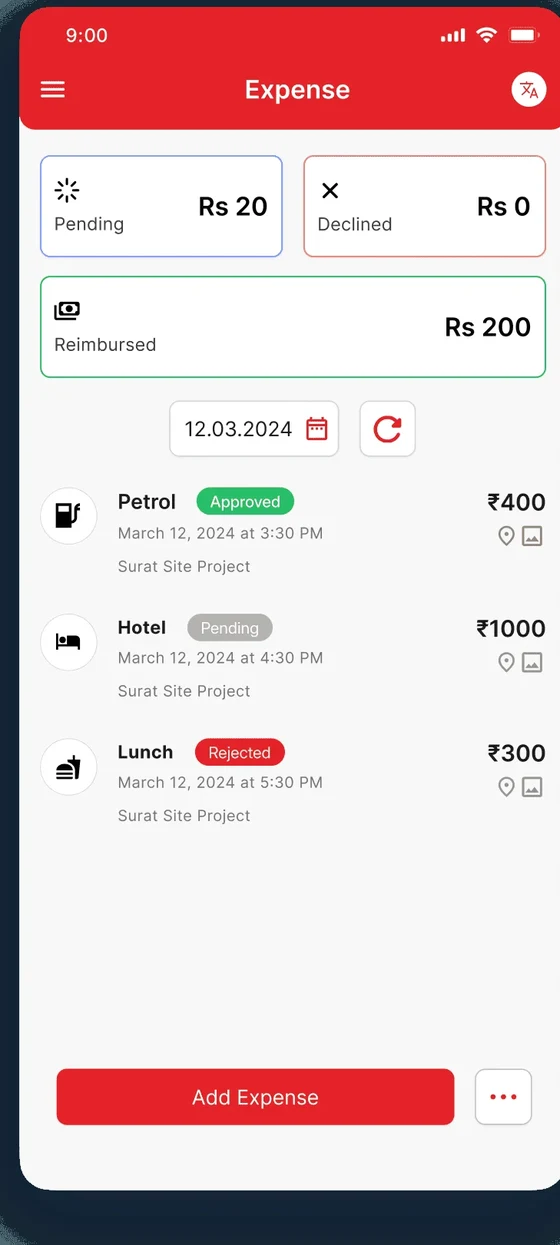 9:00
Expense
Rs 20
Pending
Rs 0
Declined
Rs 200
Reimbursed
12.03.2024
Petrol Approved ₹400
March 12, 2024 at 3:30 PM
Surat Site Project
Hotel Pending ₹1000
March 12, 2024 at 4:30 PM
Surat Site Project
Lunch Rejected ₹300
March 12, 2024 at 5:30 PM
Surat Site Project
Add Expense